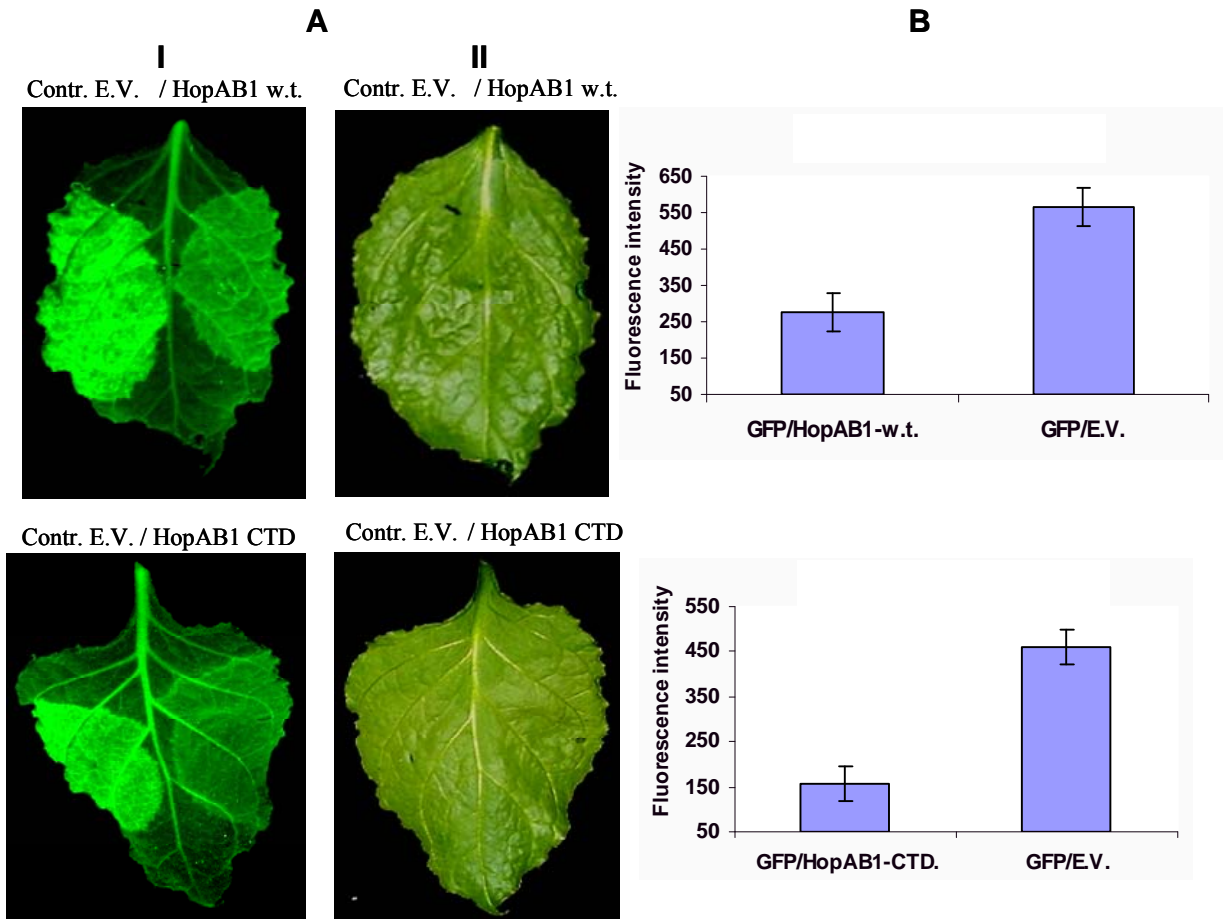 A
B
I
II
Contr. E.V. / HopAB1 w.t.
Contr. E.V. / HopAB1 w.t.
Fluorescence intensity
650
550
450
350
250
150
50
GFP/HopAB1-w.t.
GFP/E.V.
Contr. E.V. / HopAB1 CTD
Contr. E.V. / HopAB1 CTD
Fluorescence intensity
550
450
350
250
150
50
GFP/HopAB1-CTD.
GFP/E.V.